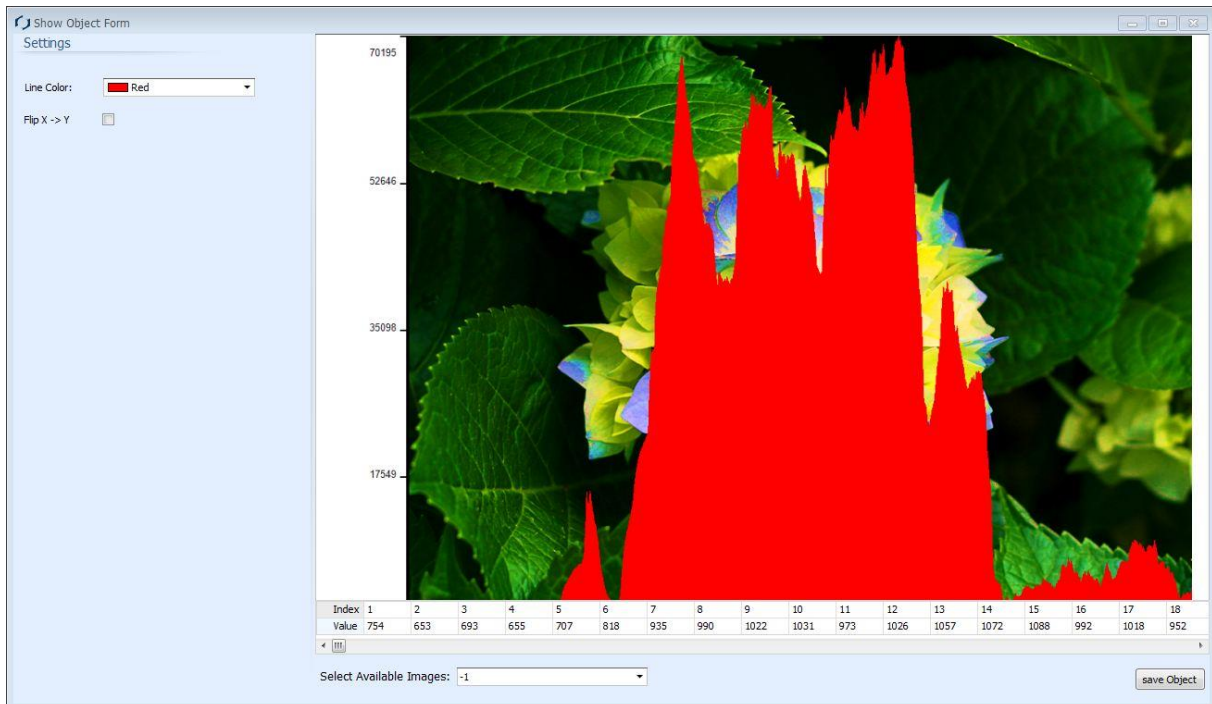 Show Object Form
Settings
Line Color: Red
Flip X -> Y
70195
52646
35098
17549
Index 1 2 3 4 5 6 7 8 9 10 11 12 13 14 15 16 17 18
Value 754 653 693 655 707 818 935 990 1022 1031 973 1026 1057 1072 1088 992 1018 952
Select Available Images: -1
save Object